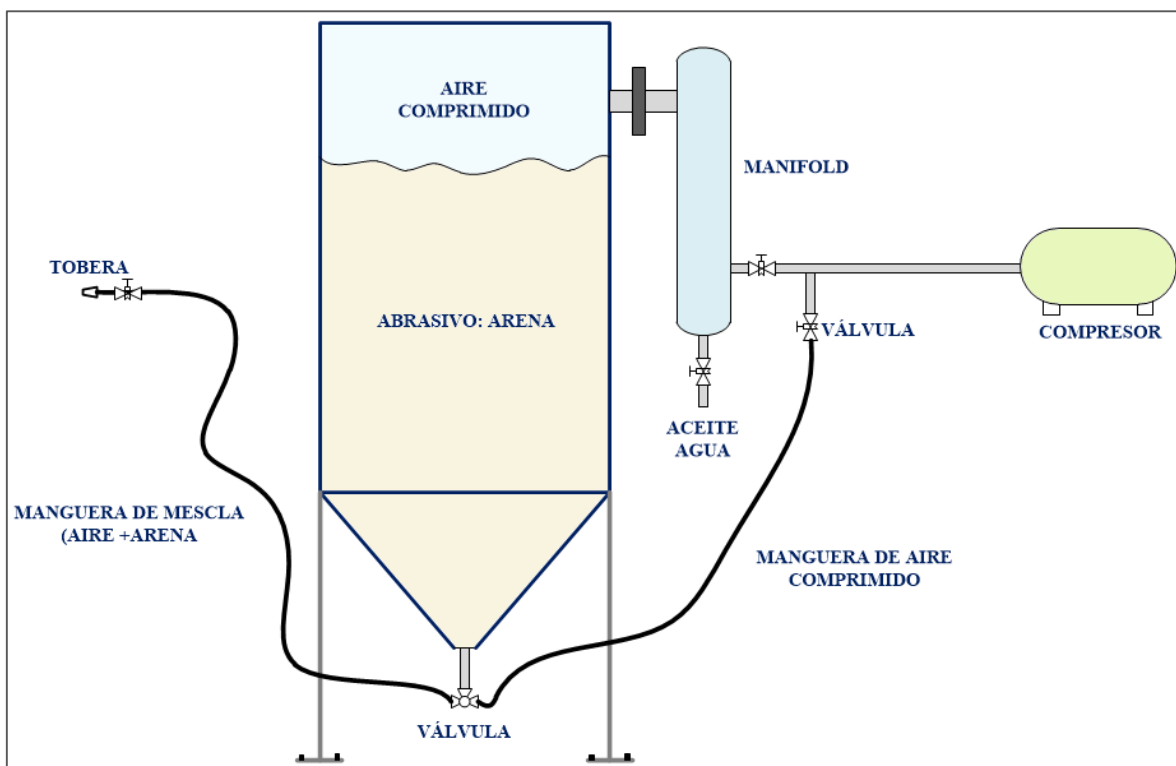 AIRE
COMPRIMIDO
MANIFOLD
TOBERA
ABRASIVO: ARENA
VÁLVULA
COMPRESOR
ACEITE
AGUA
MANGUERA DE MESCLA
(AIRE +ARENA
MANGUERA DE AIRE
COMPRIMIDO
VÁLVULA